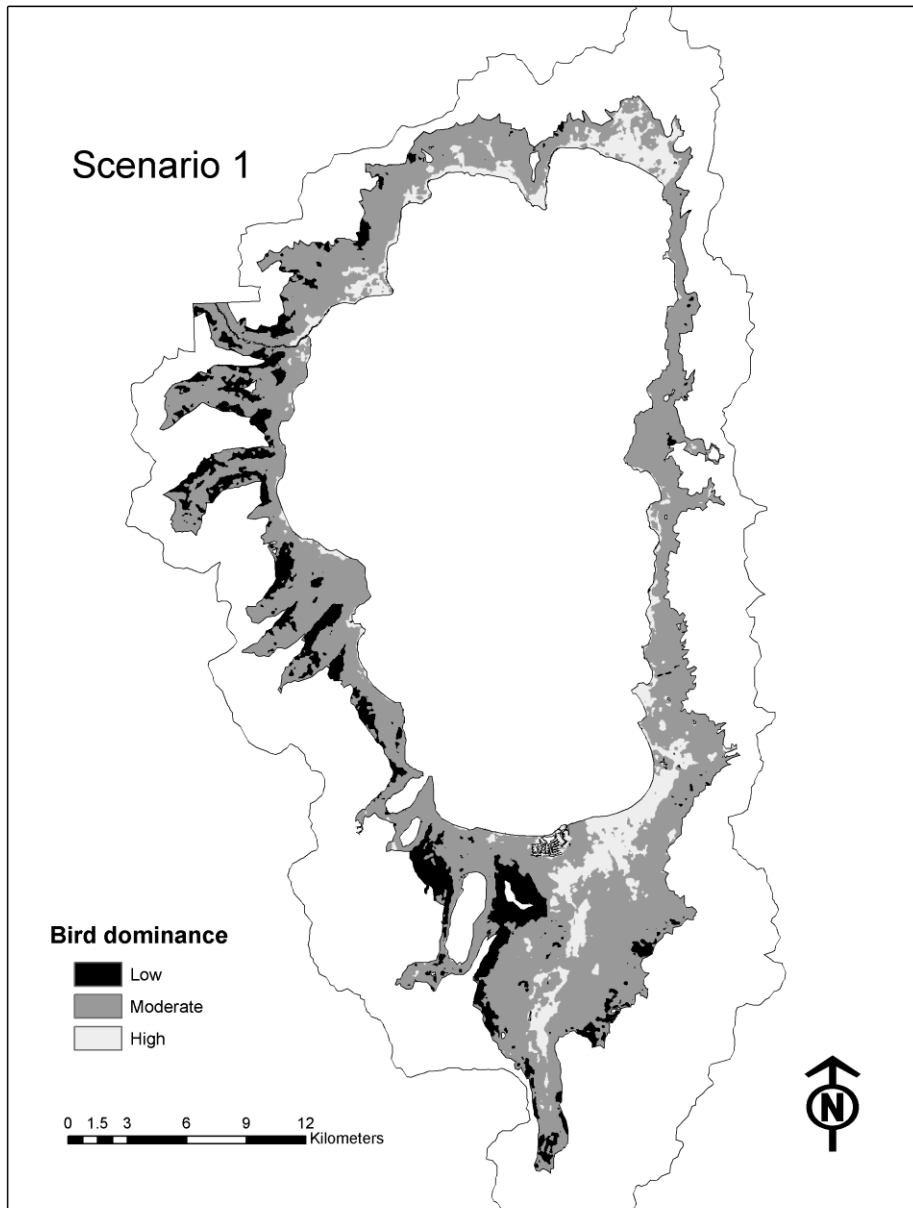 Scenario 1
Bird dominance
Low
Moderate
High
0 1.5 3 6 9 12
Kilometers
N